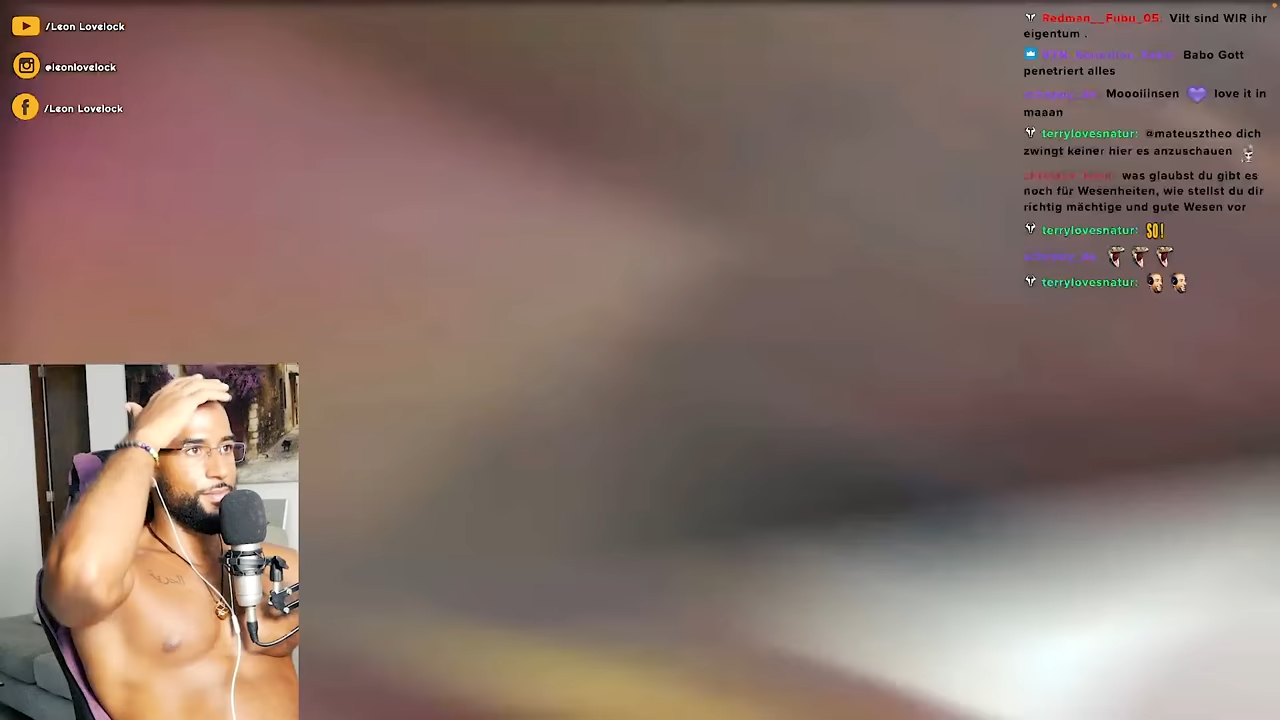 /Leon Lovelock
@leonlovelock
/Leon Lovelock
Redman__Fubu_05: Vilt sind WIR ihr
eigentum .
Babo Gott
penetriert alles
Moooiiinsen love it in
maaan
terrylovesnatur: @mateusztheo dich
zwingt keiner hier es anzuschauen
was glaubst du gibt es
noch für Wesenheiten, wie stellst du dir
richtig mächtige und gute Wesen vor
terrylovesnatur: SO!
terrylovesnatur: